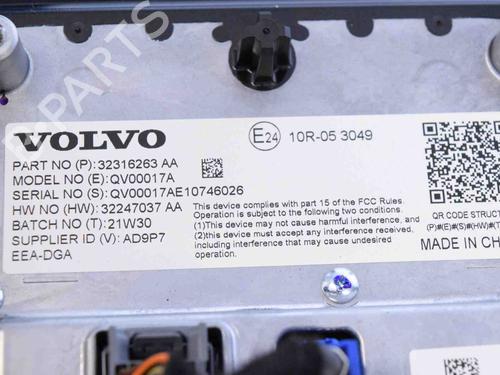 VOLVO
PART NO (P): 32316263 AA
MODEL NO (E): QV00017A
SERIAL NO (S): QV00017AE10746026
HW NO (HW): 32247037 AA
BATCH NO (T): 21W30
SUPPLIER ID (V): AD9P7
EEA-DGA
E24 10R-05 3049
This device complies with part 15 of the FCC Rules.
Operation is subject to the following two conditions:
(1)This device may not cause harmful interference, and
(2)this device must accept any interference received,
including interference that may cause undesired
operation.
QR CODE STRUCT
(P)#(E)#(S)#(HW)#(T
MADE IN CH
B